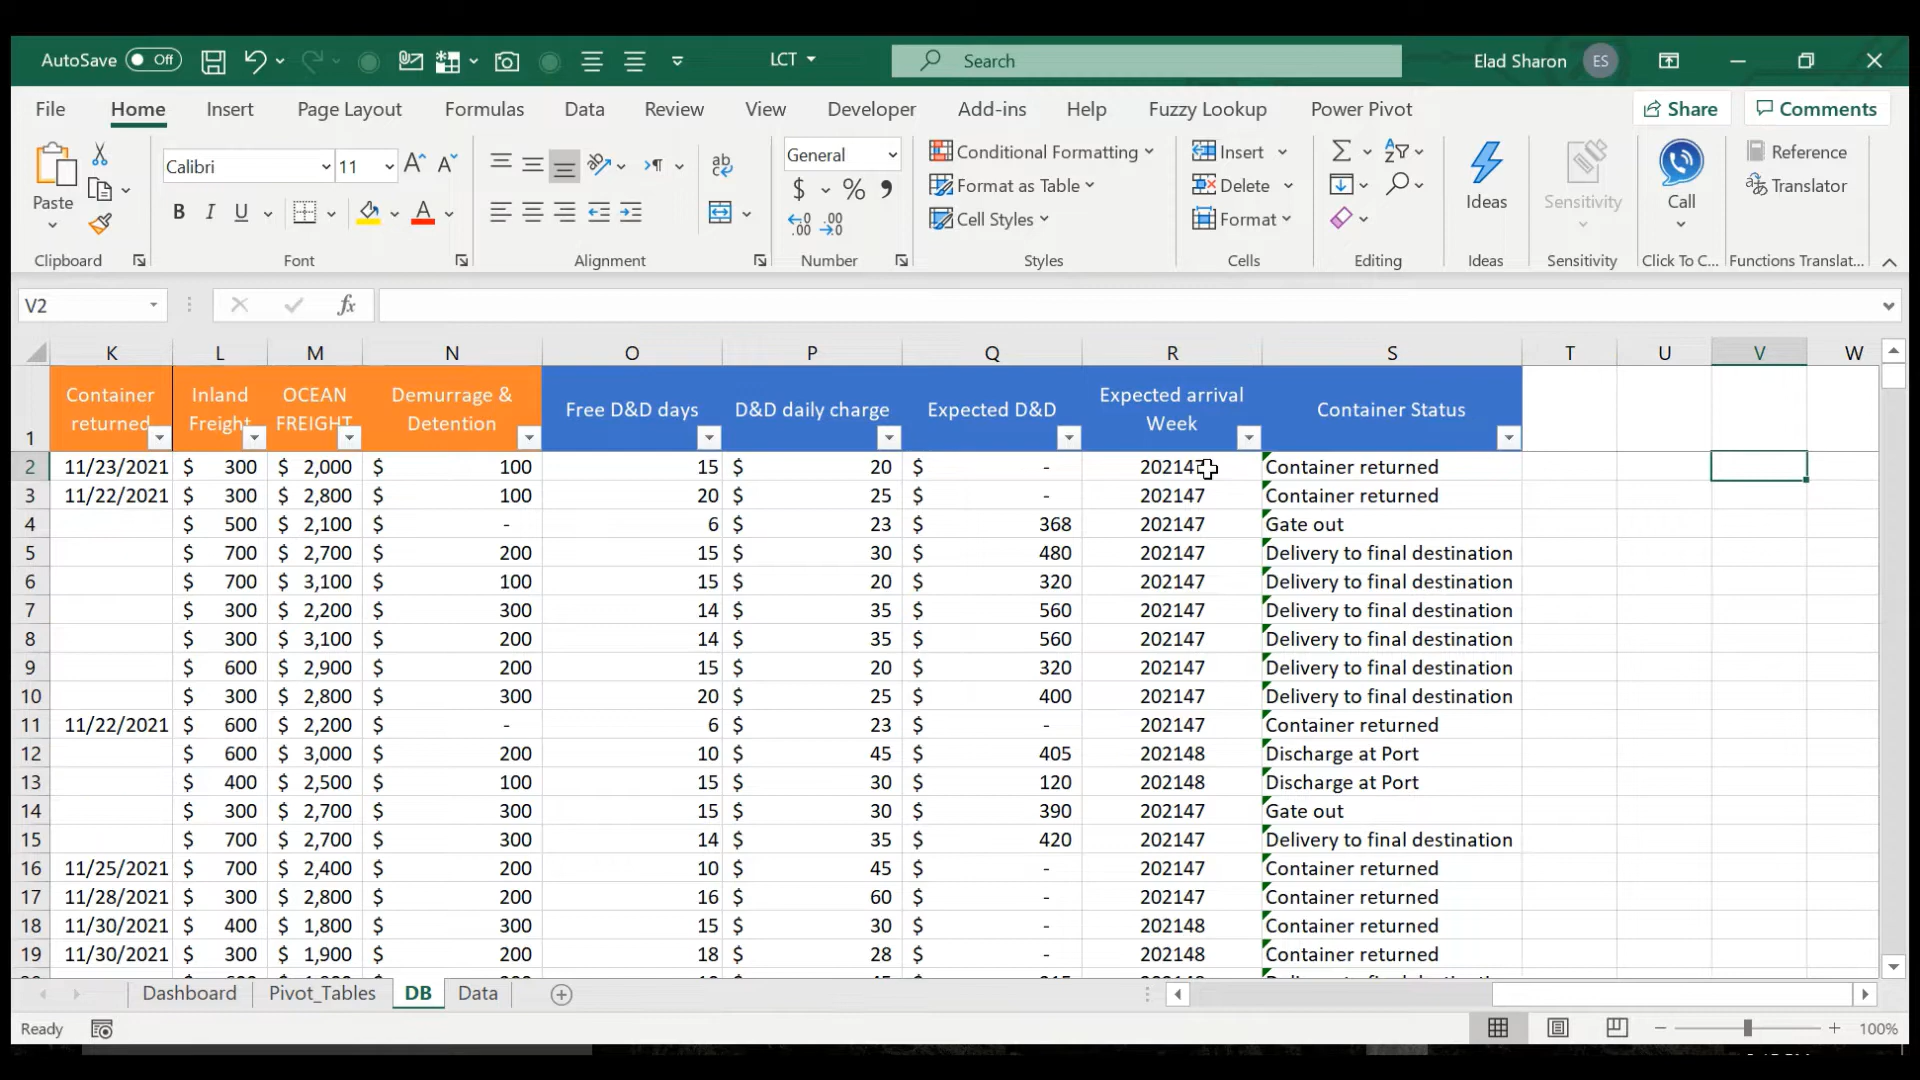 AutoSave Off LCT Search Elad Sharon ES
File Home Insert Page Layout Formulas Data Review View Developer Add-ins Help Fuzzy Lookup Power Pivot Share Comments
Paste Calibri 11 General Conditional Formatting Insert Ideas Sensitivity Call Reference
B I U $ % Format as Table Delete Translator
Cell Styles Format
Clipboard Font Alignment Number Styles Cells Editing Ideas Sensitivity Click To C... Functions Translat...
V2 fx
K L M N O P Q R S T U V W
1 Container returned Inland Freight OCEAN FREIGHT Demurrage & Detention Free D&D days D&D daily charge Expected D&D Expected arrival Week Container Status
2 11/23/2021 $ 300 $ 2,000 $ 100 15 $ 20 $ - 202147 Container returned
3 11/22/2021 $ 300 $ 2,800 $ 100 20 $ 25 $ - 202147 Container returned
4 $ 500 $ 2,100 $ - 6 $ 23 $ 368 202147 Gate out
5 $ 700 $ 2,700 $ 200 15 $ 30 $ 480 202147 Delivery to final destination
6 $ 700 $ 3,100 $ 100 15 $ 20 $ 320 202147 Delivery to final destination
7 $ 300 $ 2,200 $ 300 14 $ 35 $ 560 202147 Delivery to final destination
8 $ 300 $ 3,100 $ 200 14 $ 35 $ 560 202147 Delivery to final destination
9 $ 600 $ 2,900 $ 200 15 $ 20 $ 320 202147 Delivery to final destination
10 $ 300 $ 2,800 $ 300 20 $ 25 $ 400 202147 Delivery to final destination
11 11/22/2021 $ 600 $ 2,200 $ - 6 $ 23 $ - 202147 Container returned
12 $ 600 $ 3,000 $ 200 10 $ 45 $ 405 202148 Discharge at Port
13 $ 400 $ 2,500 $ 100 15 $ 30 $ 120 202148 Discharge at Port
14 $ 300 $ 2,700 $ 300 15 $ 30 $ 390 202147 Gate out
15 $ 700 $ 2,700 $ 300 14 $ 35 $ 420 202147 Delivery to final destination
16 11/25/2021 $ 700 $ 2,400 $ 200 10 $ 45 $ - 202147 Container returned
17 11/28/2021 $ 300 $ 2,800 $ 200 16 $ 60 $ - 202147 Container returned
18 11/30/2021 $ 400 $ 1,800 $ 300 15 $ 30 $ - 202148 Container returned
19 11/30/2021 $ 300 $ 1,900 $ 200 18 $ 28 $ - 202148 Container returned
Dashboard Pivot_Tables DB Data
Ready 100%